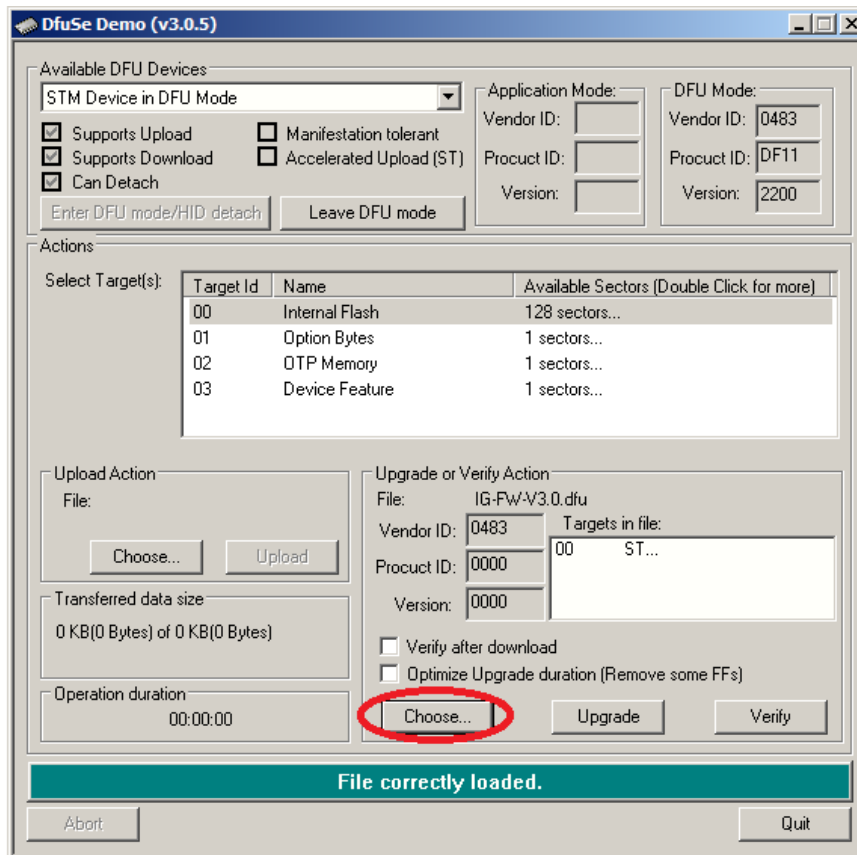 DfuSe Demo (v3.0.5)
Available DFU Devices
STM Device in DFU Mode
Supports Upload
Manifestation tolerant
Supports Download
Accelerated Upload (ST)
Can Detach
Enter DFU mode/HID detach
Leave DFU mode
Application Mode:
Vendor ID:
Procuct ID:
Version:
DFU Mode:
Vendor ID: 0483
Procuct ID: DF11
Version: 2200
Actions
Select Target(s):
Target Id Name Available Sectors (Double Click for more)
00 Internal Flash 128 sectors...
01 Option Bytes 1 sectors...
02 OTP Memory 1 sectors...
03 Device Feature 1 sectors...
Upload Action
File:
Choose... Upload
Transferred data size
0 KB(0 Bytes) of 0 KB(0 Bytes)
Operation duration
00:00:00
Upgrade or Verify Action
File: IG-FW-V3.0.dfu
Vendor ID: 0483
Procuct ID: 0000
Version: 0000
Targets in file:
00 ST...
Verify after download
Optimize Upgrade duration (Remove some FFs)
Choose... Upgrade Verify
File correctly loaded.
Abort Quit